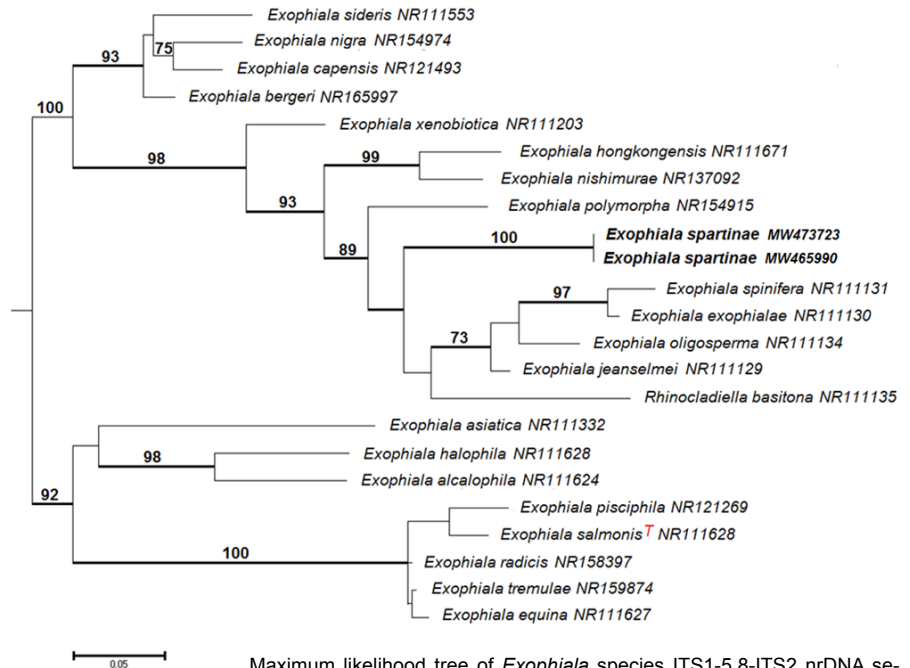 Exophiala sideris NR111553
Exophiala nigra NR154974
75
93
Exophiala capensis NR121493
Exophiala bergeri NR165997
100
Exophiala xenobiotica NR111203
98
99
Exophiala hongkongensis NR111671
Exophiala nishimurae NR137092
93
Exophiala polymorpha NR154915
100
Exophiala spartinae MW473723
89
Exophiala spartinae MW465990
Exophiala spinifera NR111131
97
Exophiala exophialae NR111130
73
Exophiala oligosperma NR111134
Exophiala jeanselmei NR111129
Rhinocladiella basitona NR111135
Exophiala asiatica NR111332
98
Exophiala halophila NR111628
Exophiala alcalophila NR111624
92
Exophiala pisciphila NR121269
Exophiala salmonis T NR111628
100
Exophiala radicis NR158397
Exophiala tremulae NR159874
Exophiala equina NR111627
0.05
Maximum likelihood tree of Exophiala species ITS1-5.8-ITS2 nrDNA se-